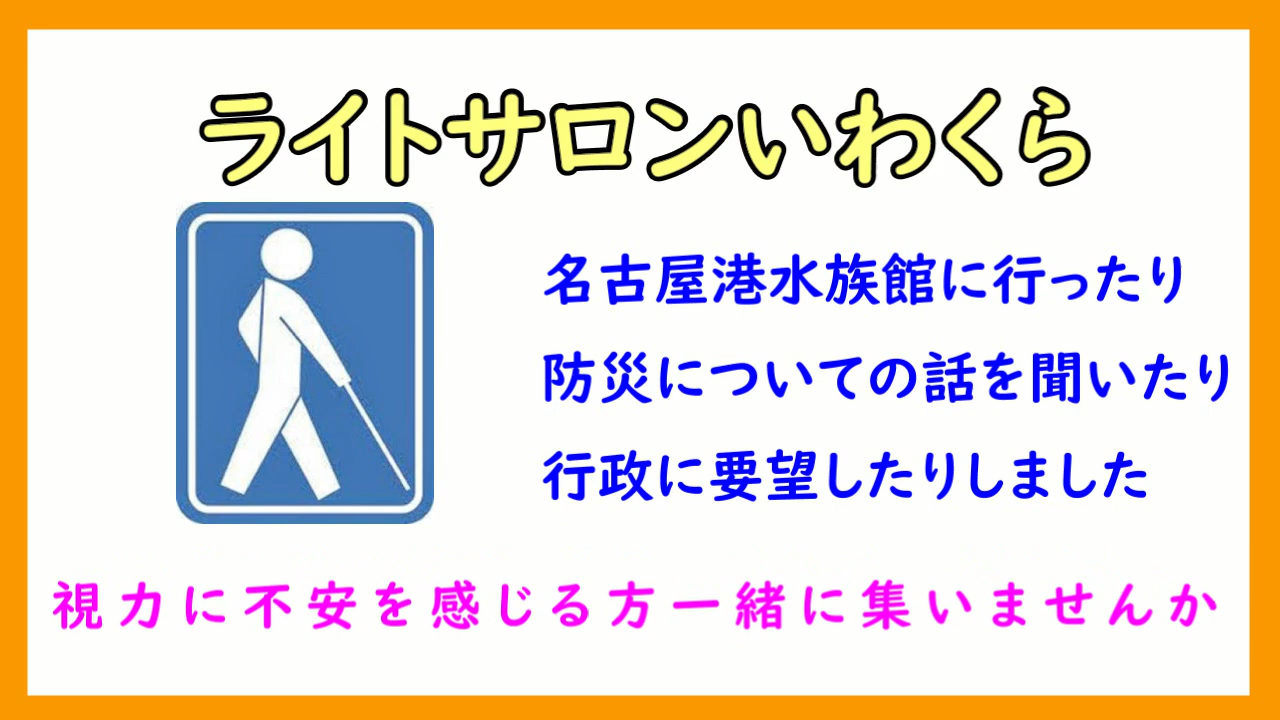 ライトサロンいわくら
名古屋港水族館に行ったり
防災についての話を聞いたり
行政に要望したりしました
視力に不安を感じる方一緒に集いませんか